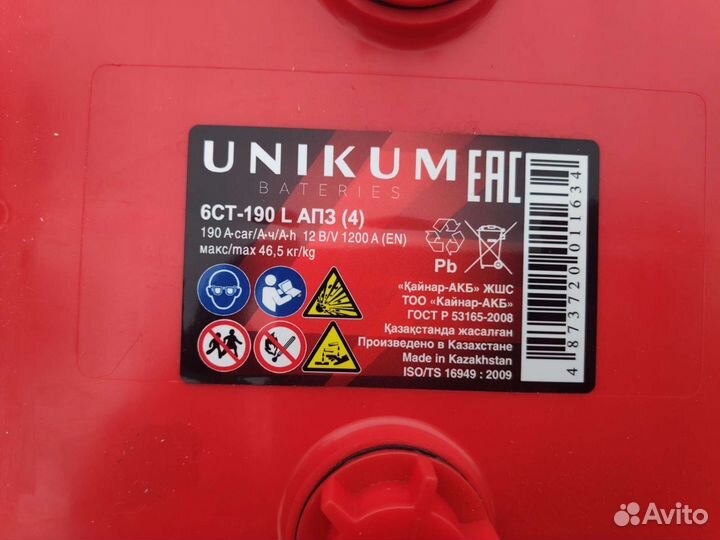 UNIKUM
BATERIES
EAC
6СТ-190 L АПЗ (4)
190 А·сағ/А·ч/A·h 12 В/V 1200 А (EN)
макс/max 46,5 кг/kg
Pb
«Қайнар-АКБ» ЖШС
ТОО «Кайнар-АКБ»
ГОСТ Р 53165-2008
Қазақстанда жасалған
Произведено в Казахстане
Made in Kazakhstan
ISO/TS 16949 : 2009
4 873720 011634
Avito